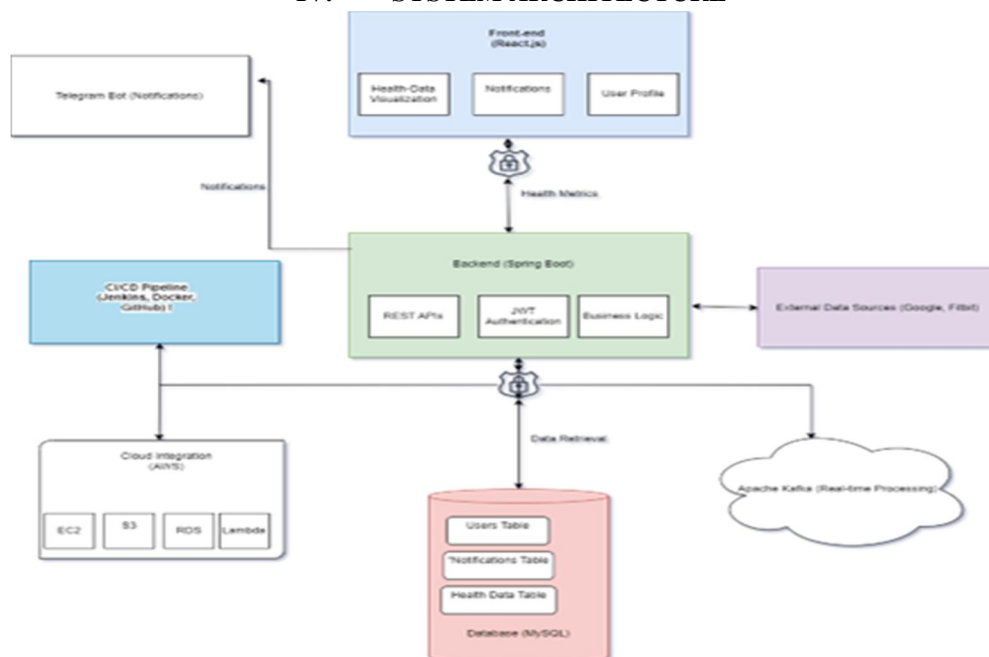 IV. SYSTEM ARCHITECTURE
Front-end
(React.js)
Health-Data
Visualization
Notifications
User Profile
Telegram Bot (Notifications)
Notifications
Health Metrics
Backend (Spring Boot)
REST APIs
JWT
Authentication
Business Logic
CI/CD Pipeline
(Jenkins, Docker,
GitHub) !
External Data Sources (Google, Fitbit)
Data Retrieval
Cloud Integration
(AWS)
EC2
S3
RDS
Lambda
Apache Kafka (Real-time Processing)
Users Table
"Notifications Table
Health Data Table
Database (MySQL)